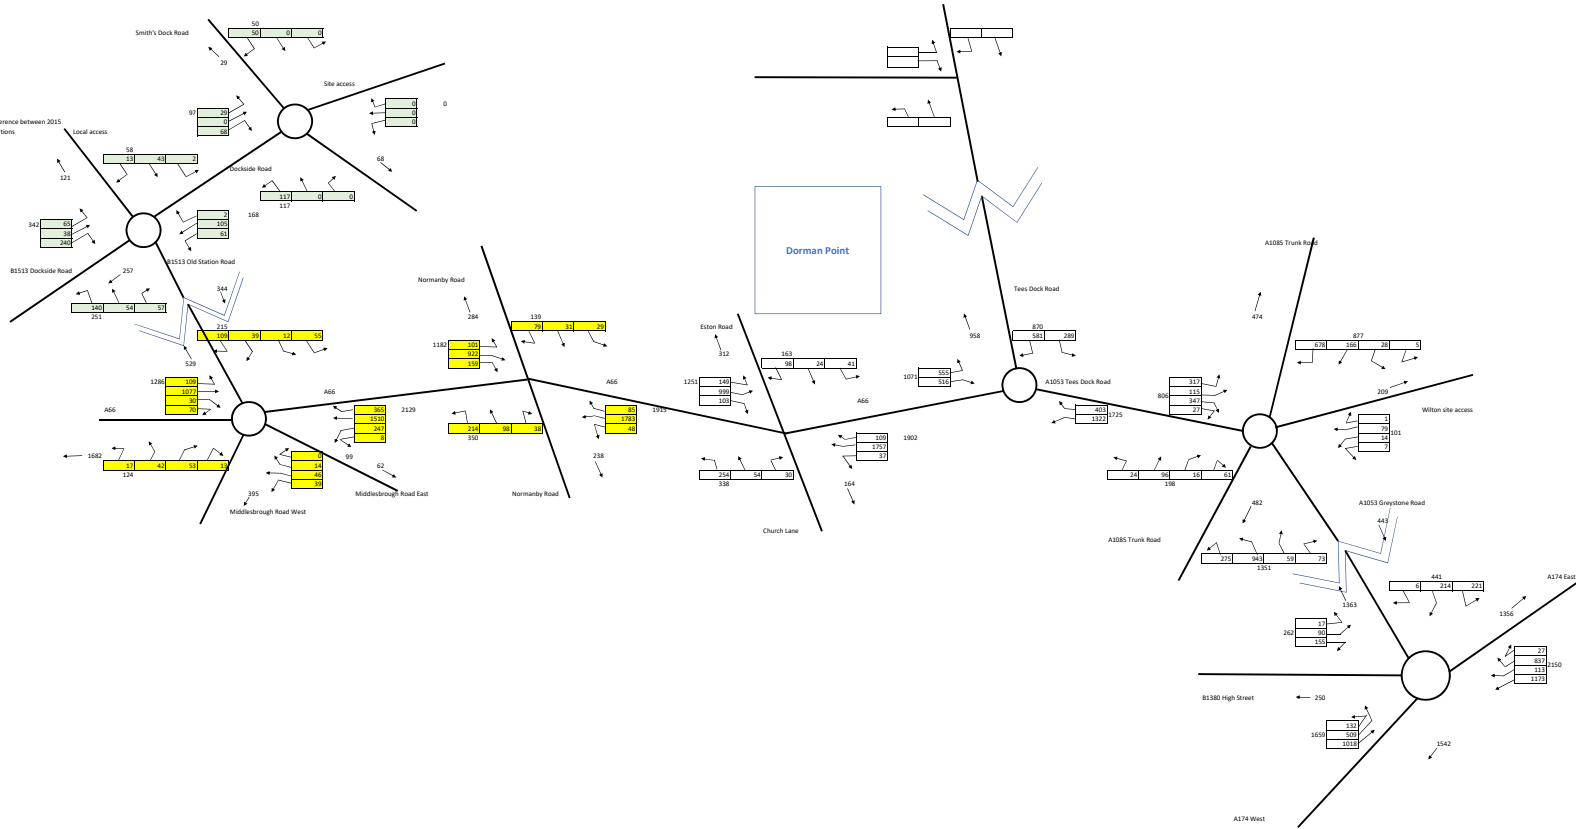 50
50 0 0
Smith's Dock Road
29
Site access
97 29
0
68
0 0
0
0
erence between 2015
tions
Local access
58
13 43 2
68
Dockside Road
117 0 0
117
121
342 65
38
240
2 168
105
61
B1513 Old Station Road
B1513 Dockside Road
257
344
140 54 57
251
215
109 39 12 55
529
Normanby Road
284
139
79 31 29
1182 101
922
159
1286 109
1077
30
70
A66
A66
365 2129
1510
247
8
214 98 38
350
A66
85 1915
1783
48
1682
17 42 53 13
124
0 99
14
46
39
62
395
Middlesbrough Road East
Middlesbrough Road West
238
Normanby Road
Dorman Point
Eston Road
312
163
98 24 41
1251 149
999
103
A66
254 54 30
338
109 1902
1757
37
164
Church Lane
Tees Dock Road
958
870
581 289
1071 555
516
A1053 Tees Dock Road
403 1725
1322
A1085 Trunk Road
474
877
678 166 28 5
806 317
115
347
27
209
Wilton site access
1 101
79
14
7
24 96 16 61
198
482
A1053 Greystone Road
443
A1085 Trunk Road
275 943 59 73
1351
441
6 214 221
A174 East
1363
1356
262 17
90
155
27 2150
837
113
1173
B1380 High Street
250
1659 132
509
1018
1542
A174 West